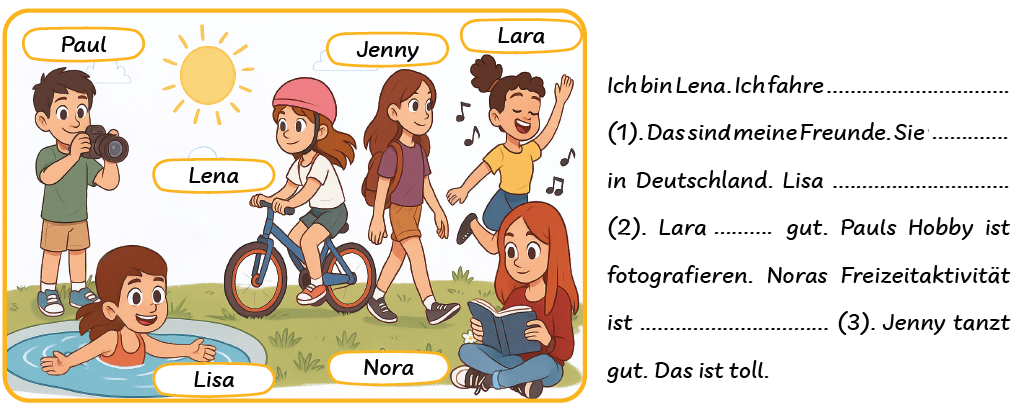 Paul
Jenny
Lara
Lena
Lisa
Nora
Ich bin Lena. Ich fahre ................................
(1). Das sind meine Freunde. Sie .............
in Deutschland. Lisa ...............................
(2). Lara .......... gut. Pauls Hobby ist
fotografieren. Noras Freizeitaktivität
ist ................................. (3). Jenny tanzt
gut. Das ist toll.